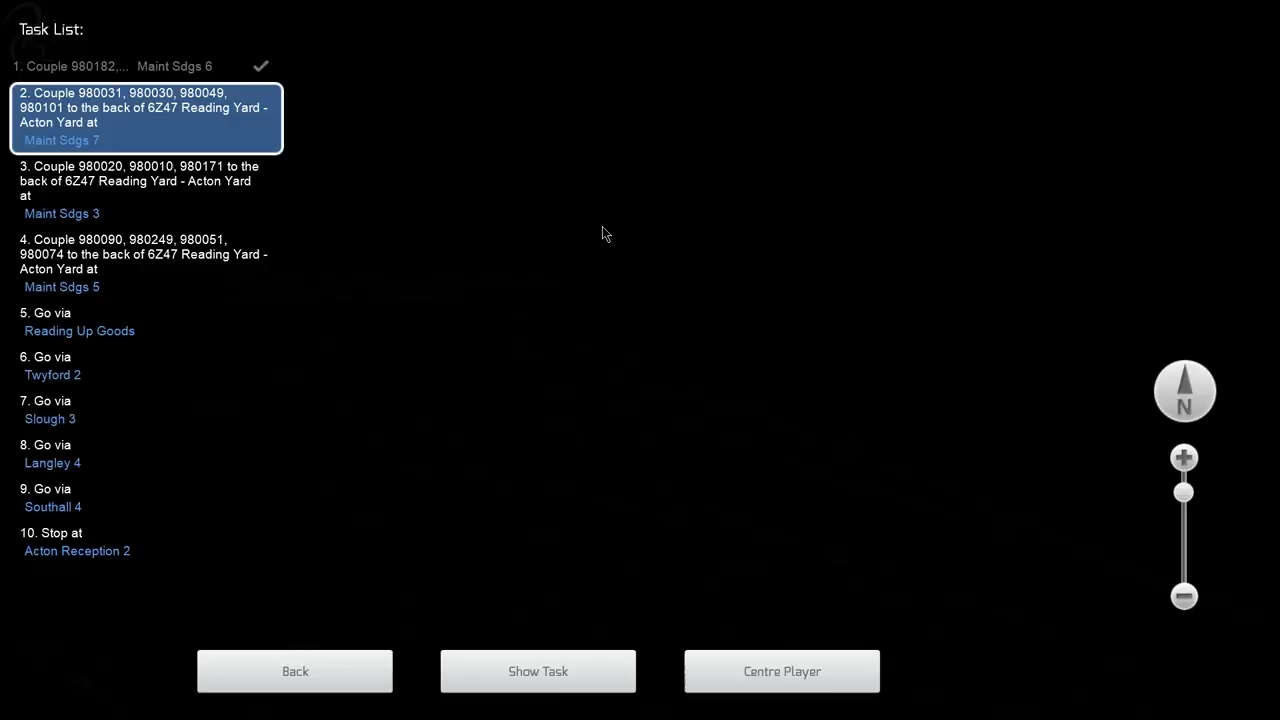 Task List:
1. Couple 980182,... Maint Sdgs 6
2. Couple 980031, 980030, 980049,
980101 to the back of 6Z47 Reading Yard -
Acton Yard at
Maint Sdgs 7
3. Couple 980020, 980010, 980171 to the
back of 6Z47 Reading Yard - Acton Yard
at
Maint Sdgs 3
4. Couple 980090, 980249, 980051,
980074 to the back of 6Z47 Reading Yard -
Acton Yard at
Maint Sdgs 5
5. Go via
Reading Up Goods
6. Go via
Twyford 2
7. Go via
Slough 3
8. Go via
Langley 4
9. Go via
Southall 4
10. Stop at
Acton Reception 2
N
Back
Show Task
Centre Player